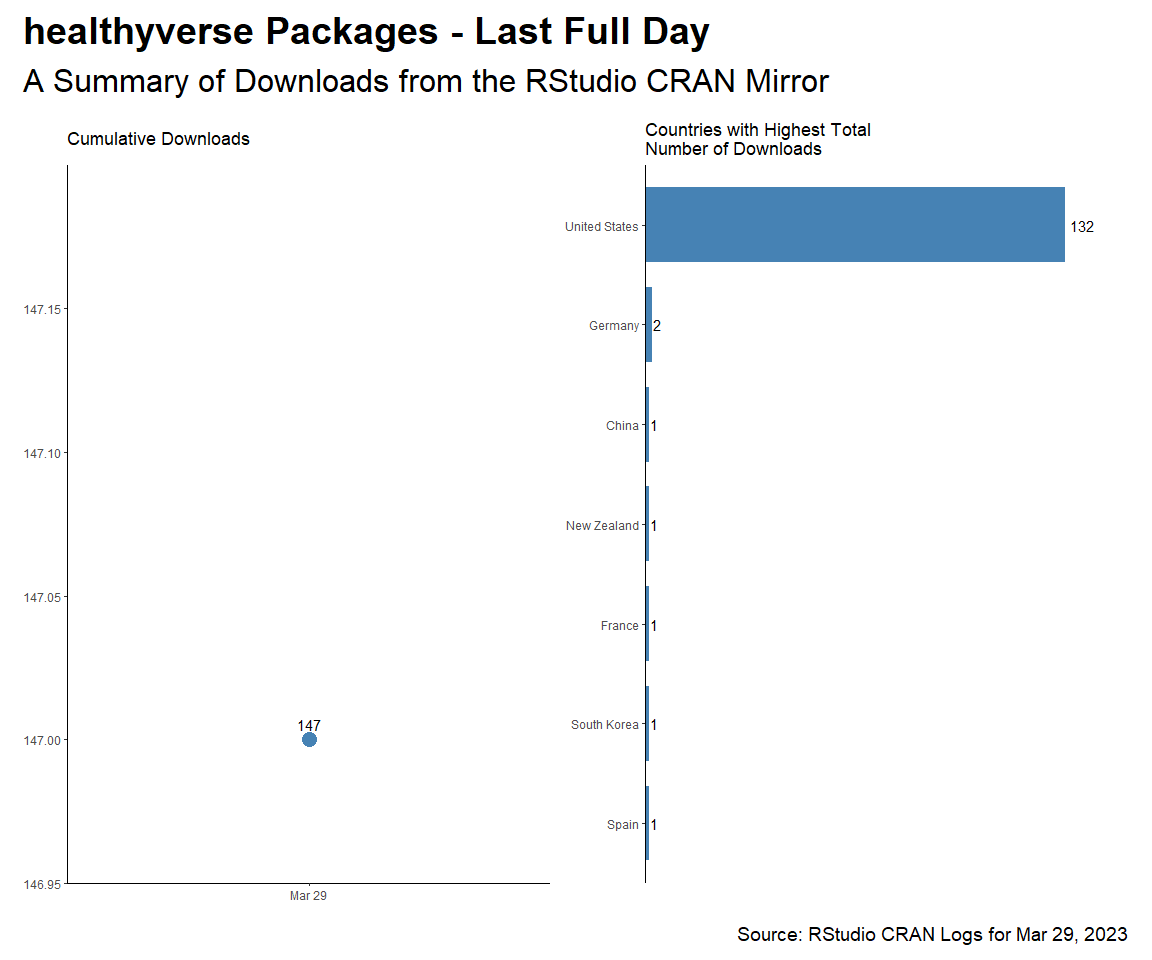 healthyverse Packages - Last Full Day
A Summary of Downloads from the RStudio CRAN Mirror
Cumulative Downloads
147.15
147.10
147.05
147.00
146.95
147
Mar 29
Countries with Highest Total
Number of Downloads
United States 132
Germany 2
China 1
New Zealand 1
France 1
South Korea 1
Spain 1
Source: RStudio CRAN Logs for Mar 29, 2023